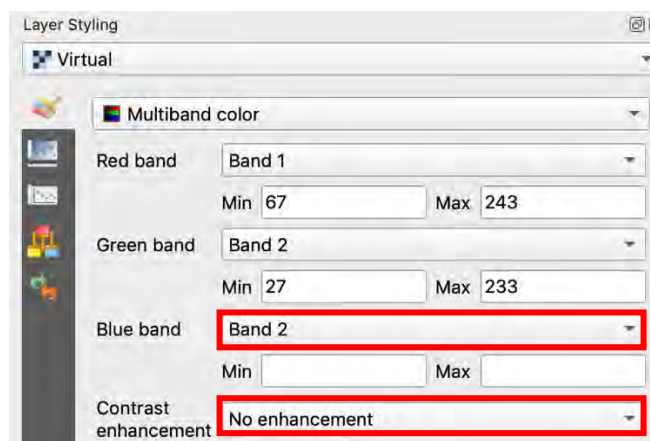 Layer Styling
Virtual
Multiband color
Red band Band 1
Min 67 Max 243
Green band Band 2
Min 27 Max 233
Blue band Band 2
Min Max
Contrast
enhancement No enhancement